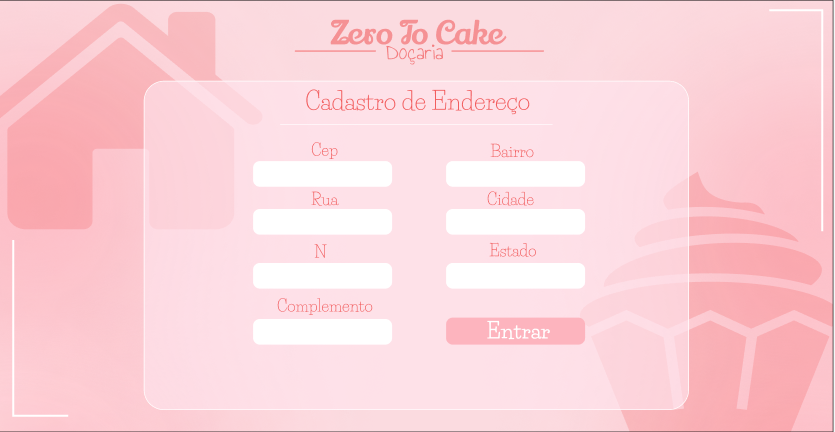 Zero To Cake
Doçaria
Cadastro de Endereço
Cep
Bairro
Rua
Cidade
N
Estado
Complemento
Entrar